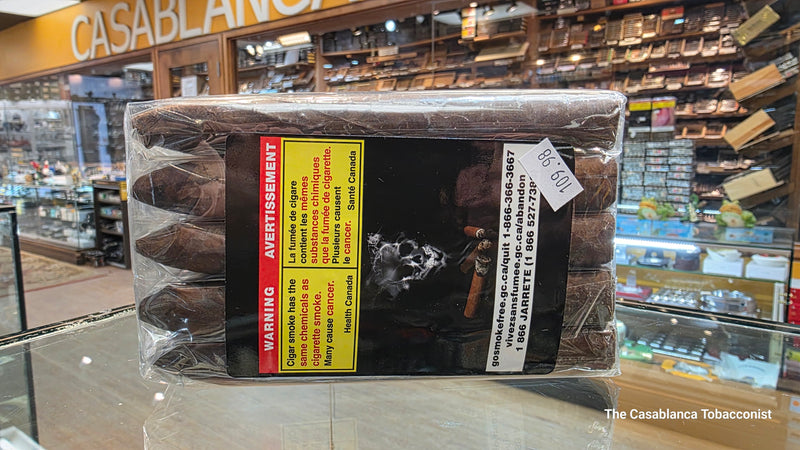 CASABLANCA
WARNING AVERTISSEMENT
Cigar smoke has the
same chemicals as
cigarette smoke.
Many cause cancer.
Health Canada
La fumée de cigare
contient les mêmes
substances chimiques
que la fumée de cigarette.
Plusieurs causent
le cancer. Santé Canada
gosmokefree.gc.ca/quit 1-866-366-3667
vivezsansfumee.gc.ca/abandon
1 866 JARRETE (1 866 527-738
109 98
The Casablanca Tobacconist